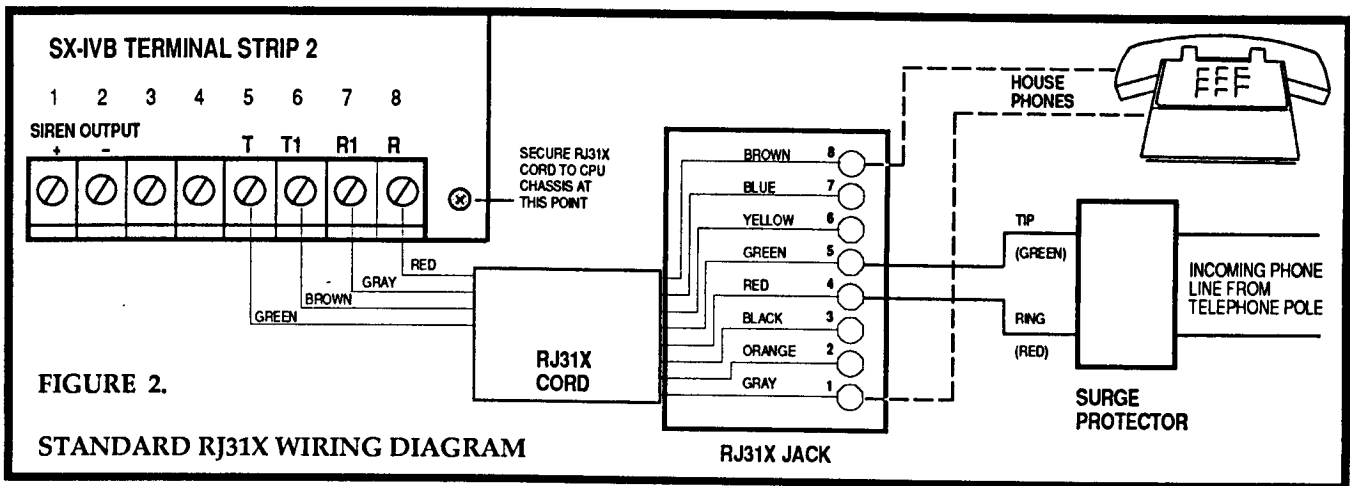 SX-IVB TERMINAL STRIP 2
1 2 3 4 5 6 7 8
SIREN OUTPUT
+ - T T1 R1 R
SECURE RJ31X
CORD TO CPU
CHASSIS AT
THIS POINT
RED
GRAY
BROWN
GREEN
RJ31X
CORD
BROWN 8
BLUE 7
YELLOW 6
GREEN 5
RED 4
BLACK 3
ORANGE 2
GRAY 1
RJ31X JACK
HOUSE
PHONES
TIP
(GREEN)
RING
(RED)
SURGE
PROTECTOR
INCOMING PHONE
LINE FROM
TELEPHONE POLE
FIGURE 2.
STANDARD RJ31X WIRING DIAGRAM